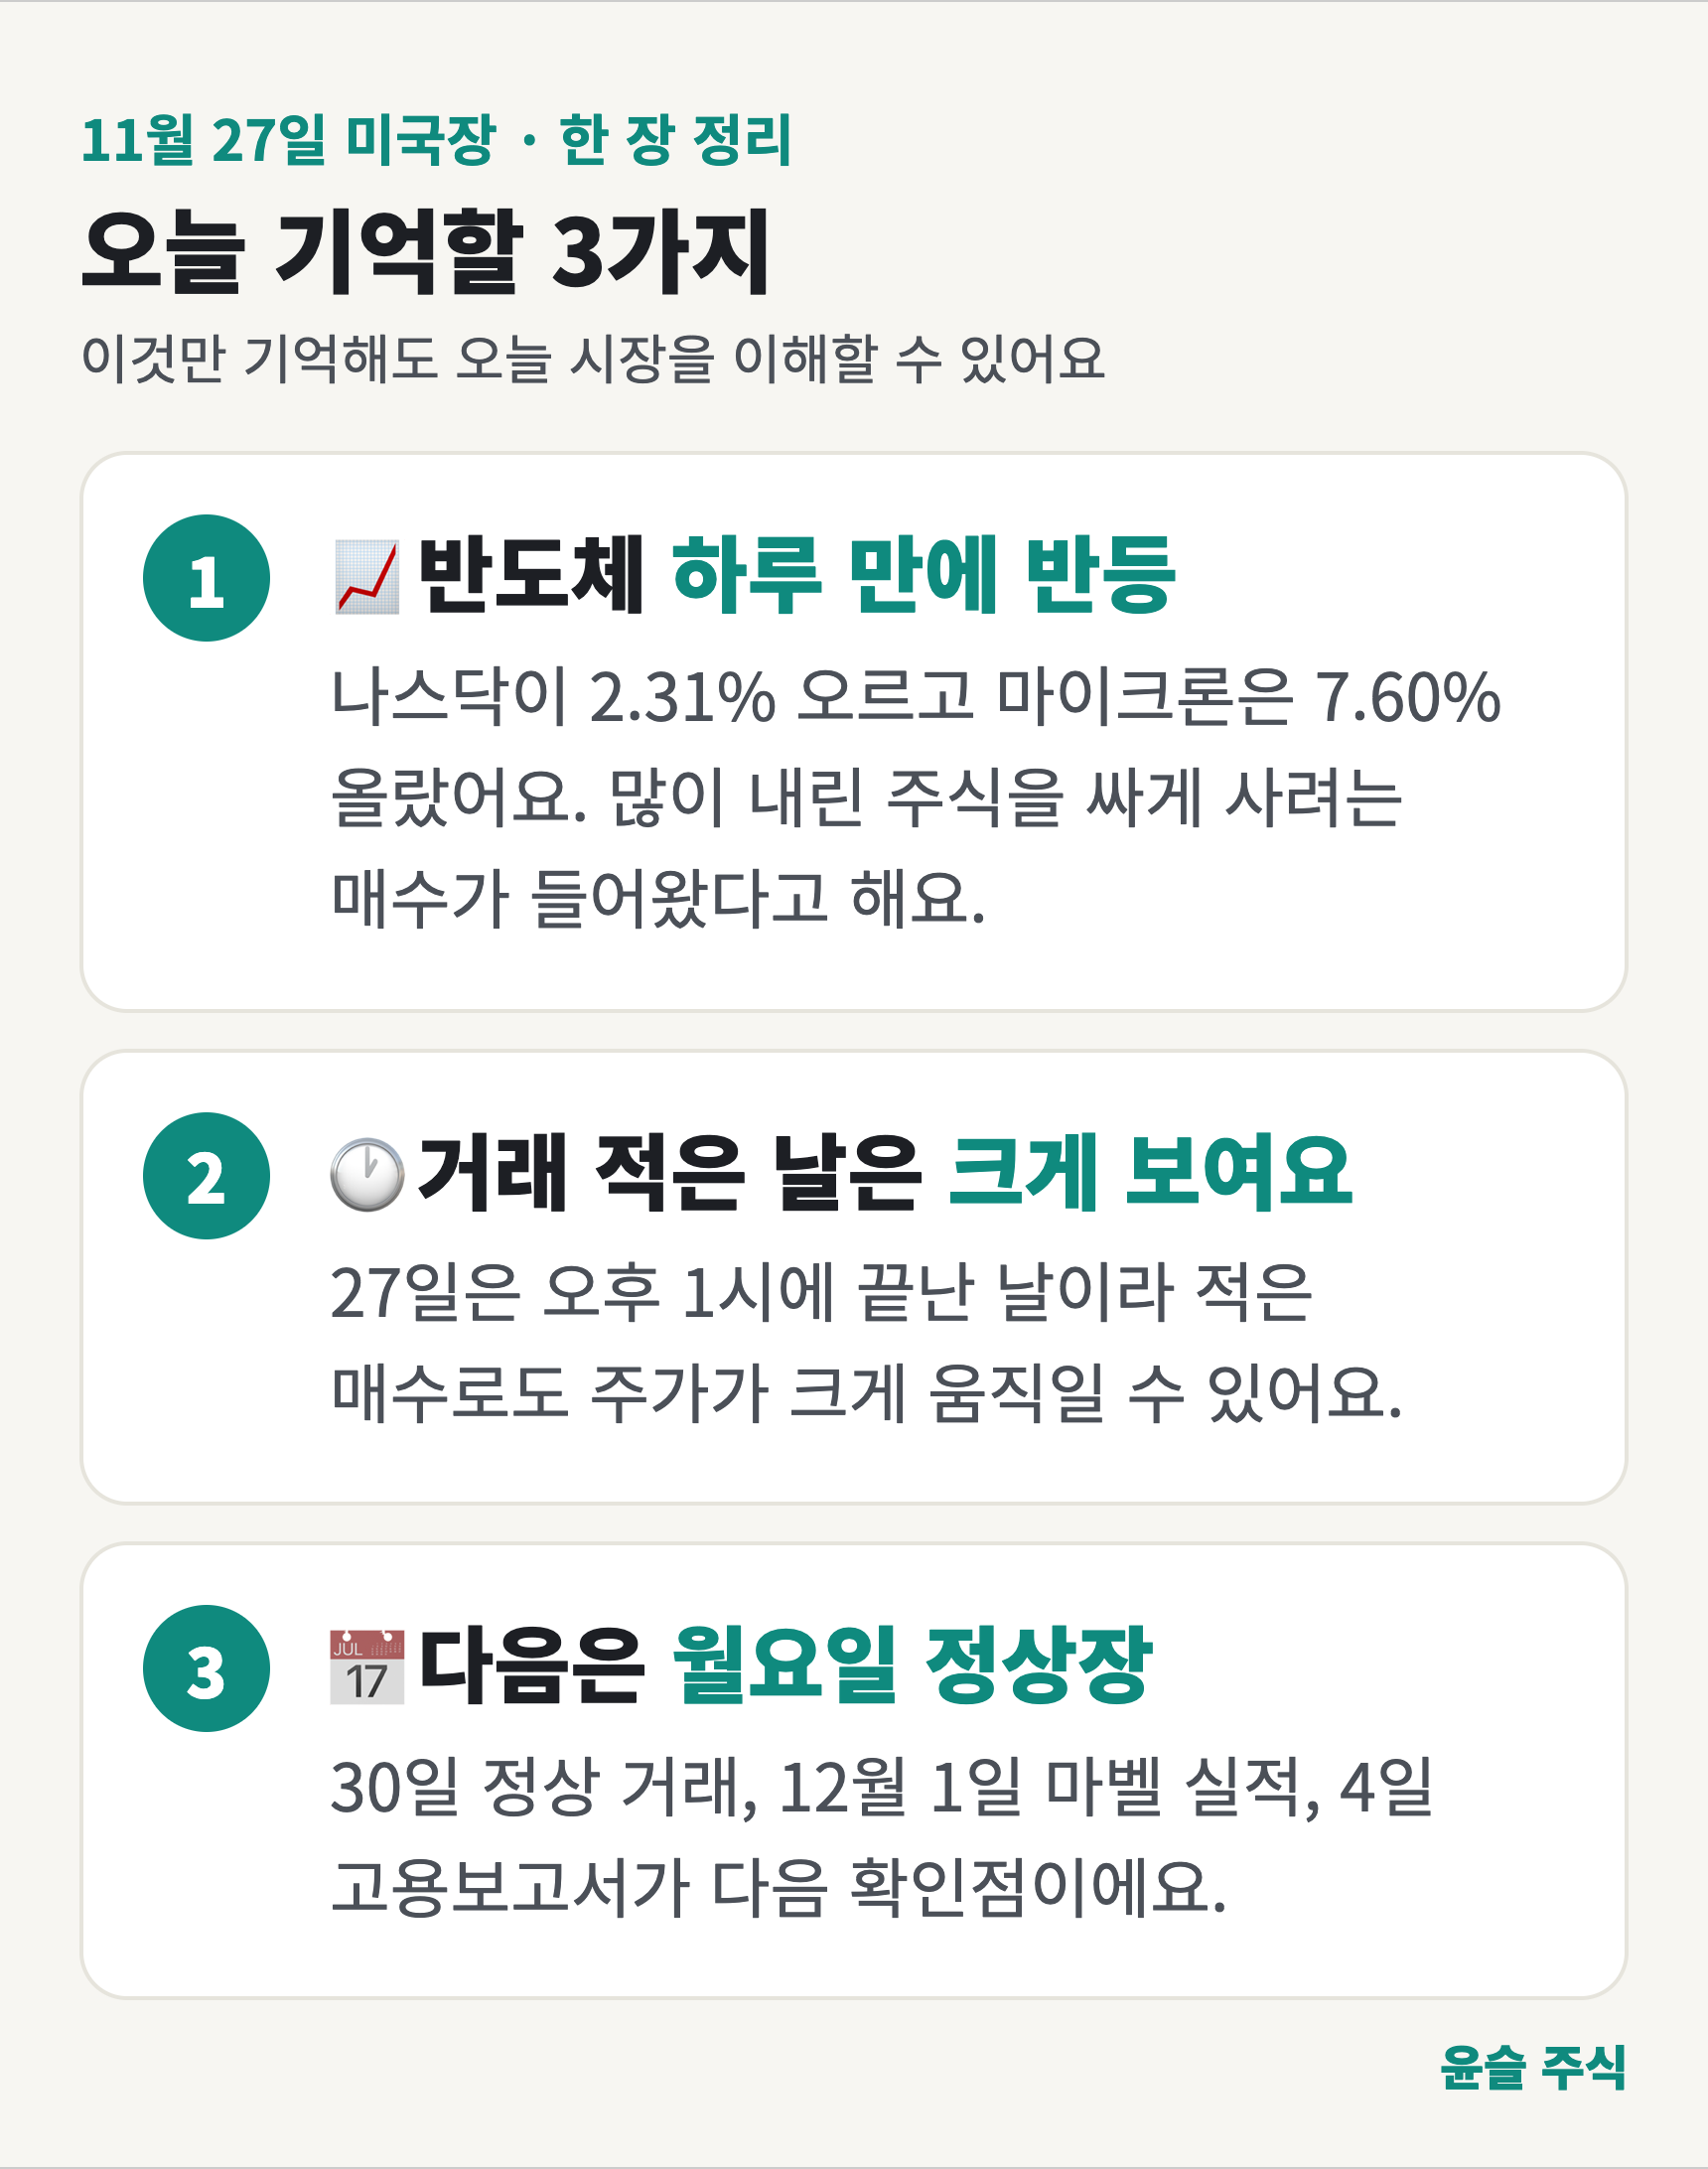 11월 27일 미국장 · 한 장 정리
오늘 기억할 3가지
이것만 기억해도 오늘 시장을 이해할 수 있어요
1
반도체 하루 만에 반등
나스닥이 2.31% 오르고 마이크론은 7.60%
올랐어요. 많이 내린 주식을 싸게 사려는
매수가 들어왔다고 해요.
2
거래 적은 날은 크게 보여요
27일은 오후 1시에 끝난 날이라 적은
매수로도 주가가 크게 움직일 수 있어요.
3
JUL
17
다음은 월요일 정상장
30일 정상 거래, 12월 1일 마벨 실적, 4일
고용보고서가 다음 확인점이에요.
윤슬 주식